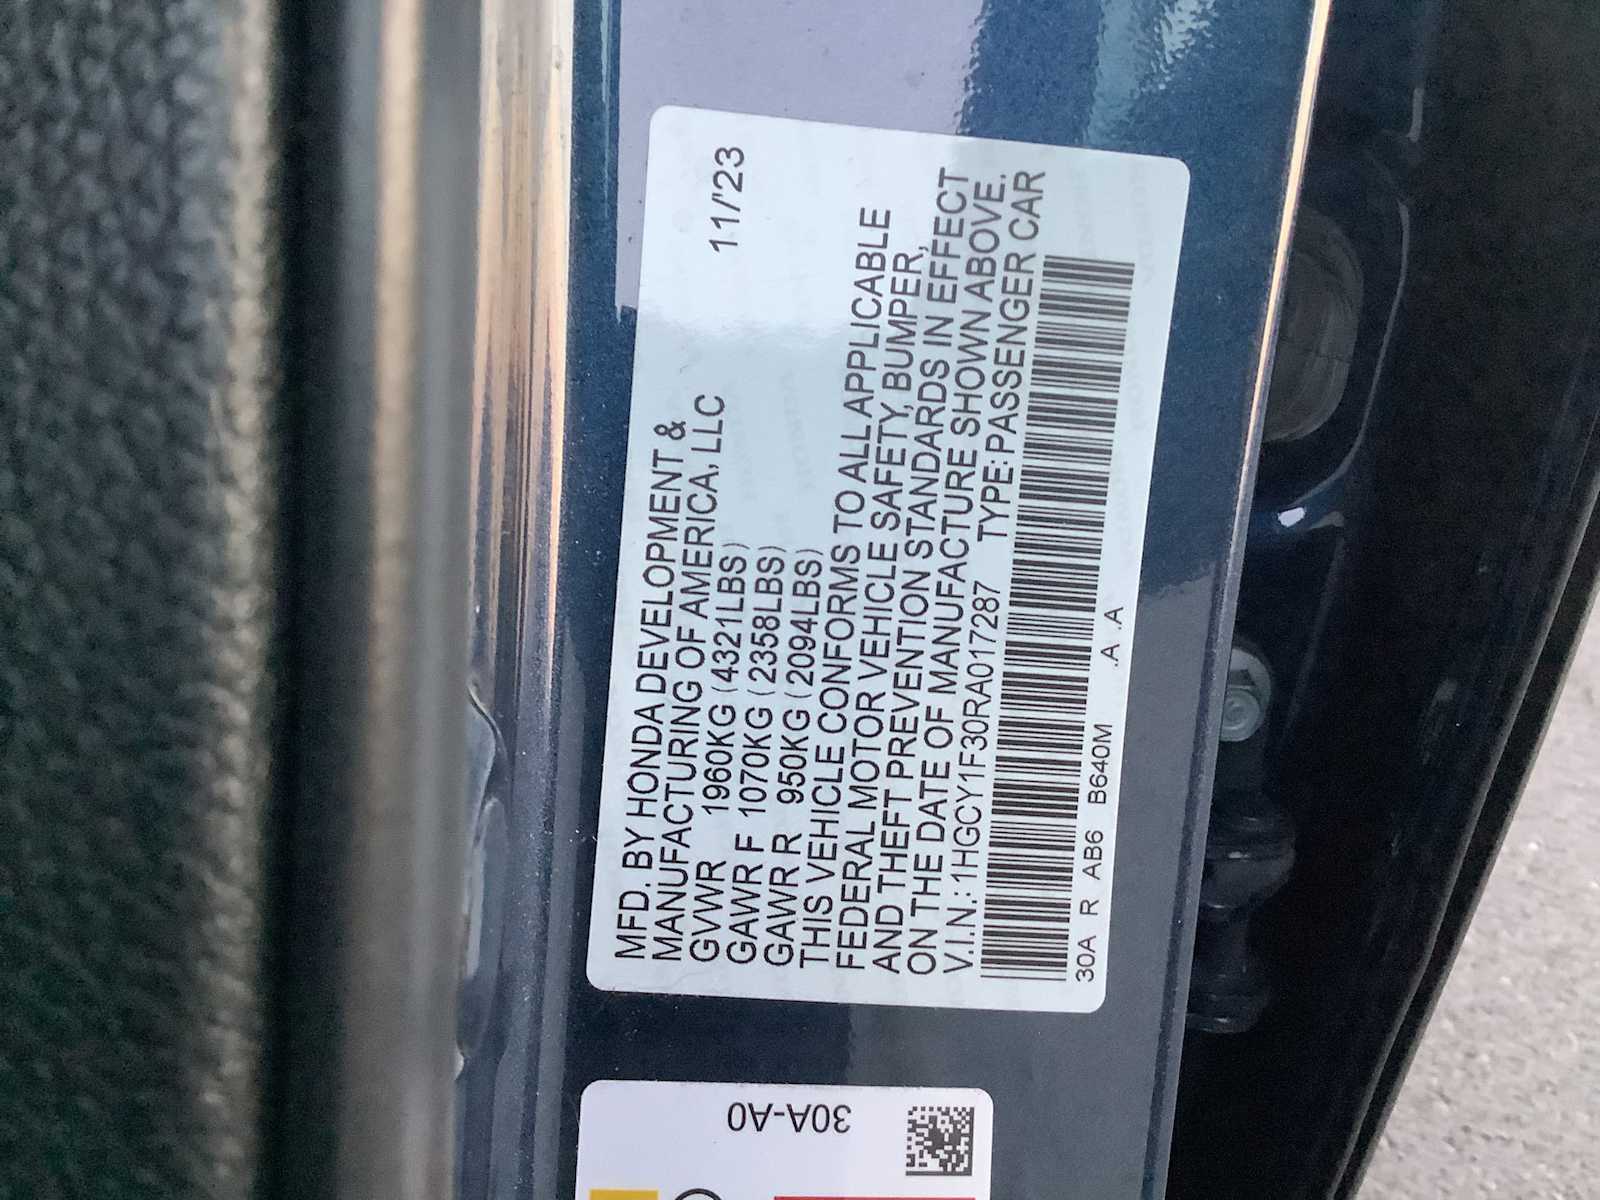 MFD. BY HONDA DEVELOPMENT &
MANUFACTURING OF AMERICA, LLC 11/'23
GVWR 1960KG (4321LBS)
GAWR F 1070KG (2358LBS)
GAWR R 950KG (2094LBS)
THIS VEHICLE CONFORMS TO ALL APPLICABLE
FEDERAL MOTOR VEHICLE SAFETY, BUMPER,
AND THEFT PREVENTION STANDARDS IN EFFECT
ON THE DATE OF MANUFACTURE SHOWN ABOVE.
V.I.N.:1HGCY1F30RA017287 TYPE:PASSENGER CAR
30A R AB6 B640M .A .A
30A-A0